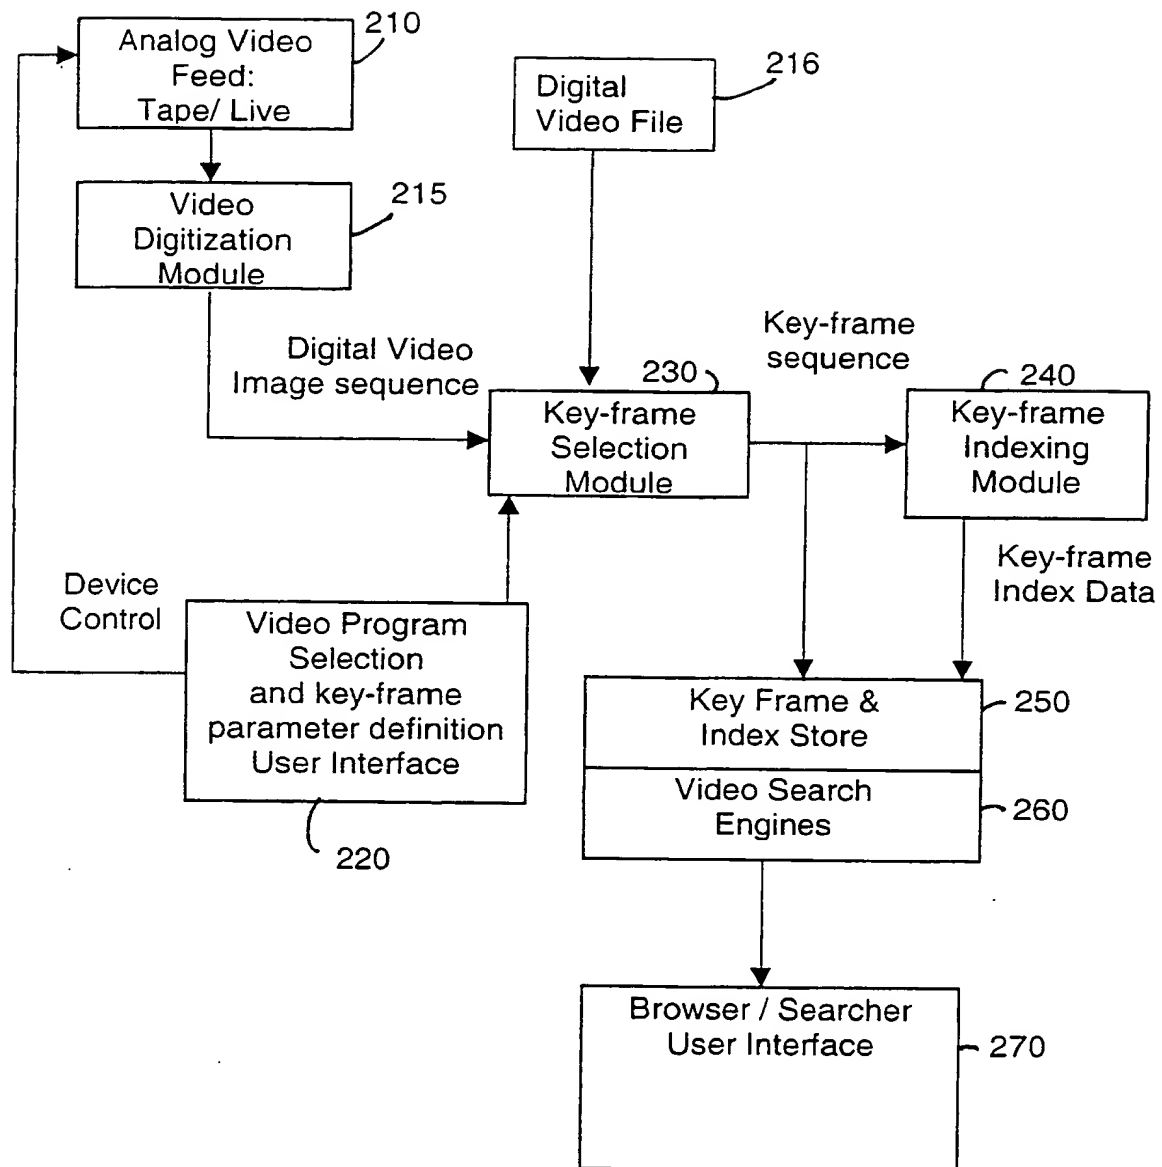 Analog Video
Feed:
Tape/ Live
210
Digital
Video File
216
Video
Digitization
Module
215
Digital Video
Image sequence
Key-frame
sequence
230
Key-frame
Selection
Module
240
Key-frame
Indexing
Module
Key-frame
Index Data
Device
Control
Video Program
Selection
and key-frame
parameter definition
User Interface
220
Key Frame &
Index Store
250
Video Search
Engines
260
Browser / Searcher
User Interface
270